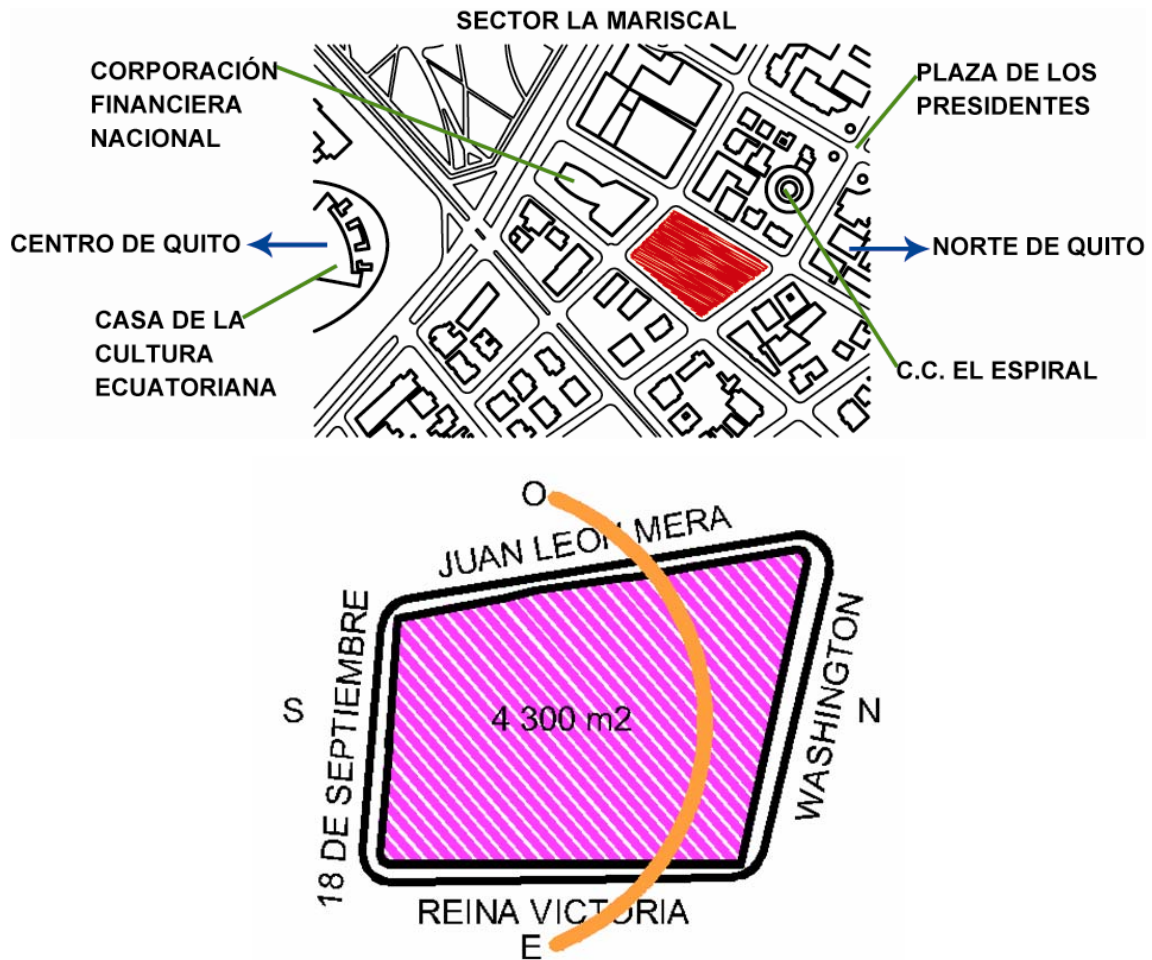 SECTOR LA MARISCAL
CORPORACIÓN
FINANCIERA
NACIONAL
PLAZA DE LOS
PRESIDENTES
CENTRO DE QUITO
NORTE DE QUITO
CASA DE LA
CULTURA
ECUATORIANA
C.C. EL ESPIRAL
O
JUAN LEON MERA
18 DE SEPTIEMBRE
S
4 300 m2
N
WASHINGTON
REINA VICTORIA
E